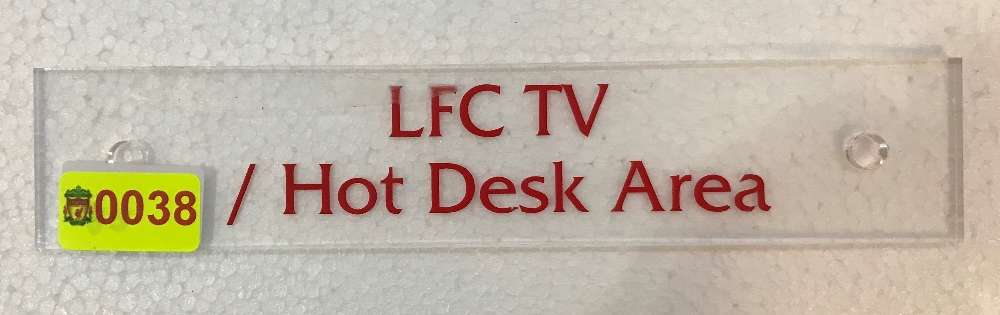 LFC TV
/ Hot Desk Area
0038